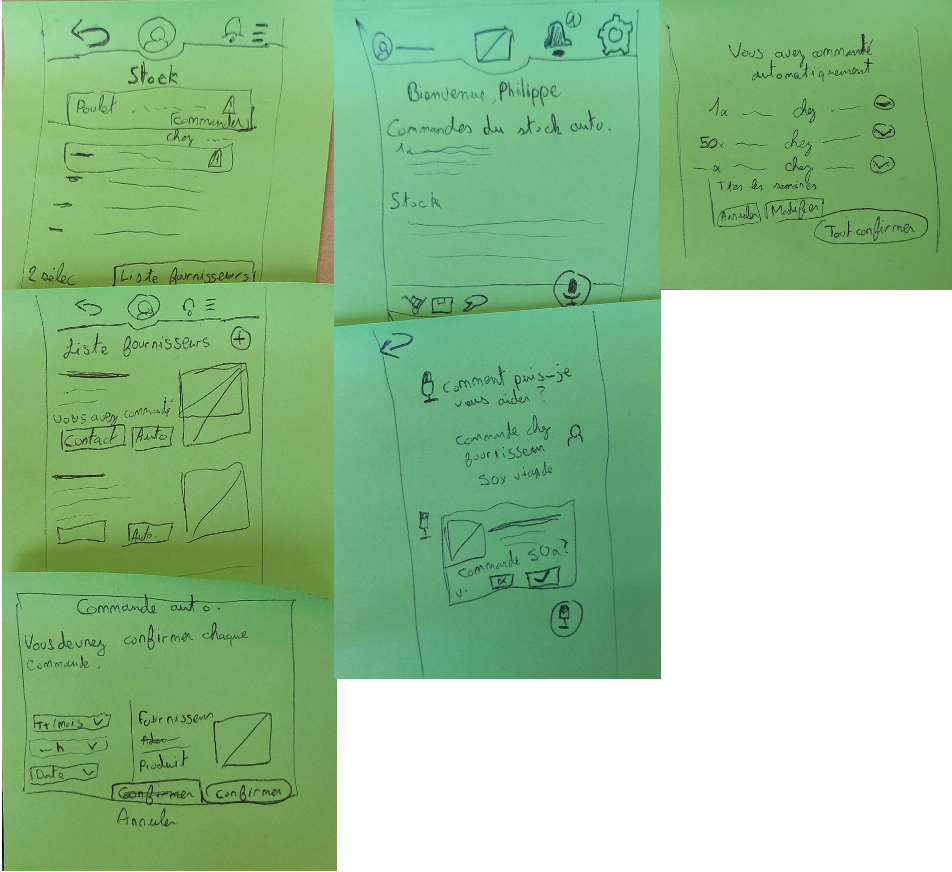 Stock
Poulet
commander
chez
2 sélec
Liste fournisseurs
Liste fournisseurs
+
vous avez commandé
Contact
Auto
Auto.
Commande auto.
Vous devrez confirmer chaque
commande.
Tt/mois
h
Date
Fournisseur
Produit
Confirmer
Confirmer
Annuler
1
Bienvenue, Philippe
Commandes du stock auto.
1x
Stock
Comment puis-je
vous aider ?
Commande chez
fournisseur
50x viande
Commande 50x ?
v.
x
Vous avez commandé
automatiquement
1x chez
50x chez
x chez
Ttes les semaines
Annuler
Modifier
Tout confirmer